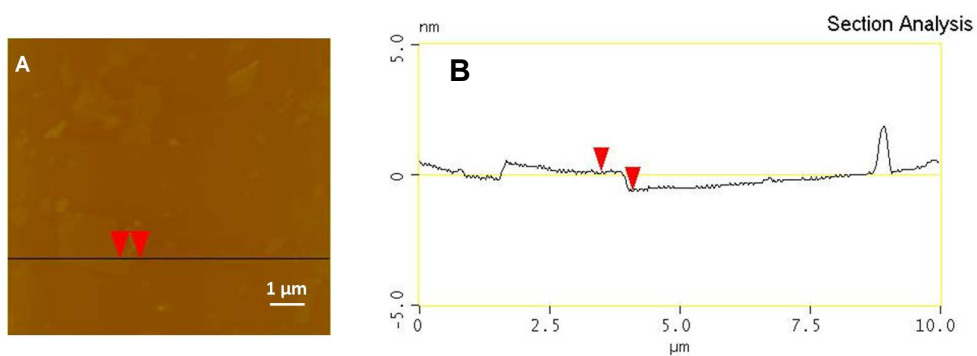 A
1 μm
Section Analysis
nm
B
5.0
0
-5.0
0 2.5 5.0 7.5 10.0
μm